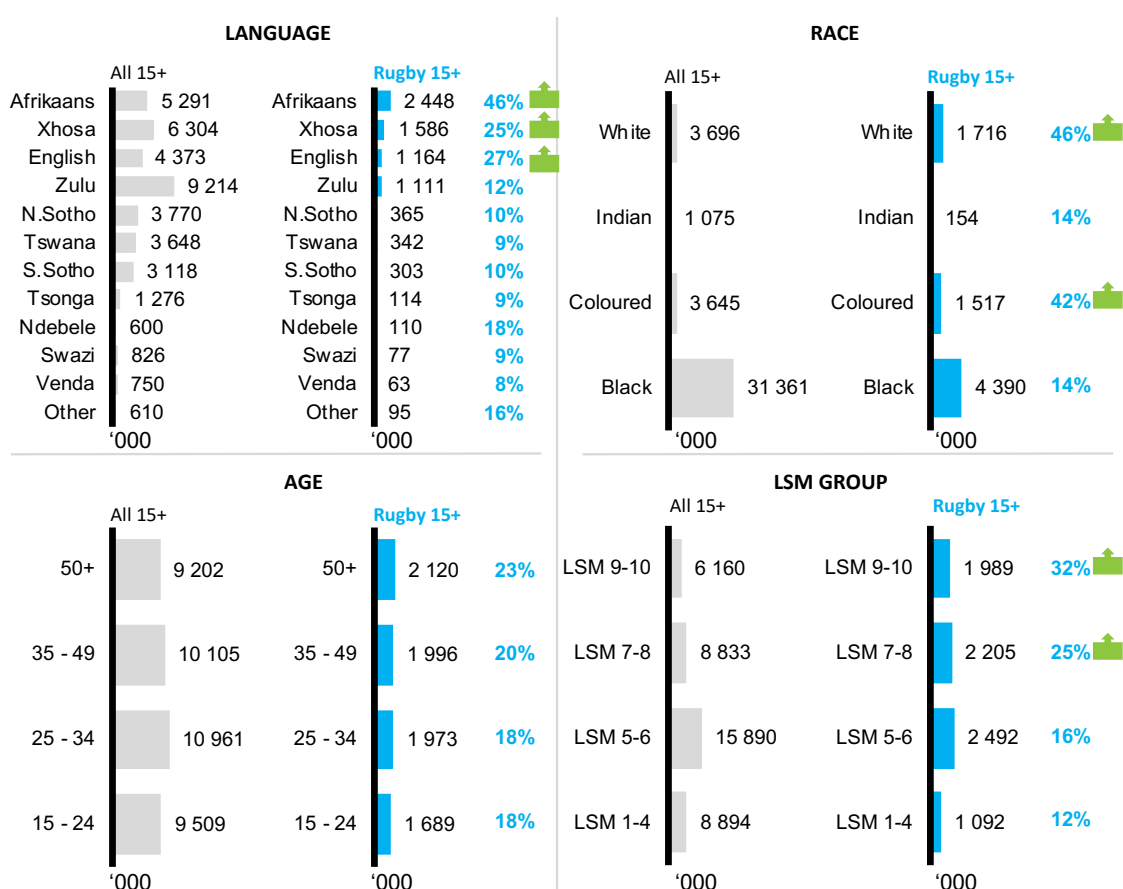 LANGUAGE
All 15+ Rugby 15+
Afrikaans 5 291 Afrikaans 2 448 46%
Xhosa 6 304 Xhosa 1 586 25%
English 4 373 English 1 164 27%
Zulu 9 214 Zulu 1 111 12%
N.Sotho 3 770 N.Sotho 365 10%
Tswana 3 648 Tswana 342 9%
S.Sotho 3 118 S.Sotho 303 10%
Tsonga 1 276 Tsonga 114 9%
Ndebele 600 Ndebele 110 18%
Swazi 826 Swazi 77 9%
Venda 750 Venda 63 8%
Other 610 Other 95 16%
‘000 ‘000
RACE
All 15+ Rugby 15+
White 3 696 White 1 716 46%
Indian 1 075 Indian 154 14%
Coloured 3 645 Coloured 1 517 42%
Black 31 361 Black 4 390 14%
‘000 ‘000
AGE
All 15+ Rugby 15+
50+ 9 202 50+ 2 120 23%
35 - 49 10 105 35 - 49 1 996 20%
25 - 34 10 961 25 - 34 1 973 18%
15 - 24 9 509 15 - 24 1 689 18%
‘000 ‘000
LSM GROUP
All 15+ Rugby 15+
LSM 9-10 6 160 LSM 9-10 1 989 32%
LSM 7-8 8 833 LSM 7-8 2 205 25%
LSM 5-6 15 890 LSM 5-6 2 492 16%
LSM 1-4 8 894 LSM 1-4 1 092 12%
‘000 ‘000